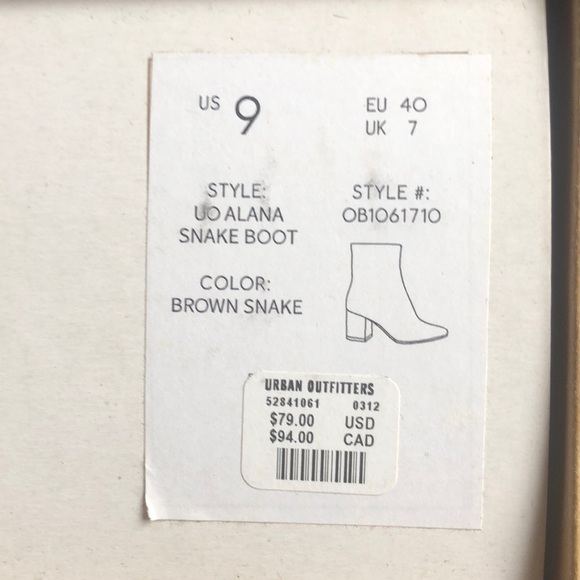 US 9
EU 40
UK 7
STYLE:
UO ALANA
SNAKE BOOT
STYLE #:
OB1061710
COLOR:
BROWN SNAKE
URBAN OUTFITTERS
52841061 0312
$79.00 USD
$94.00 CAD